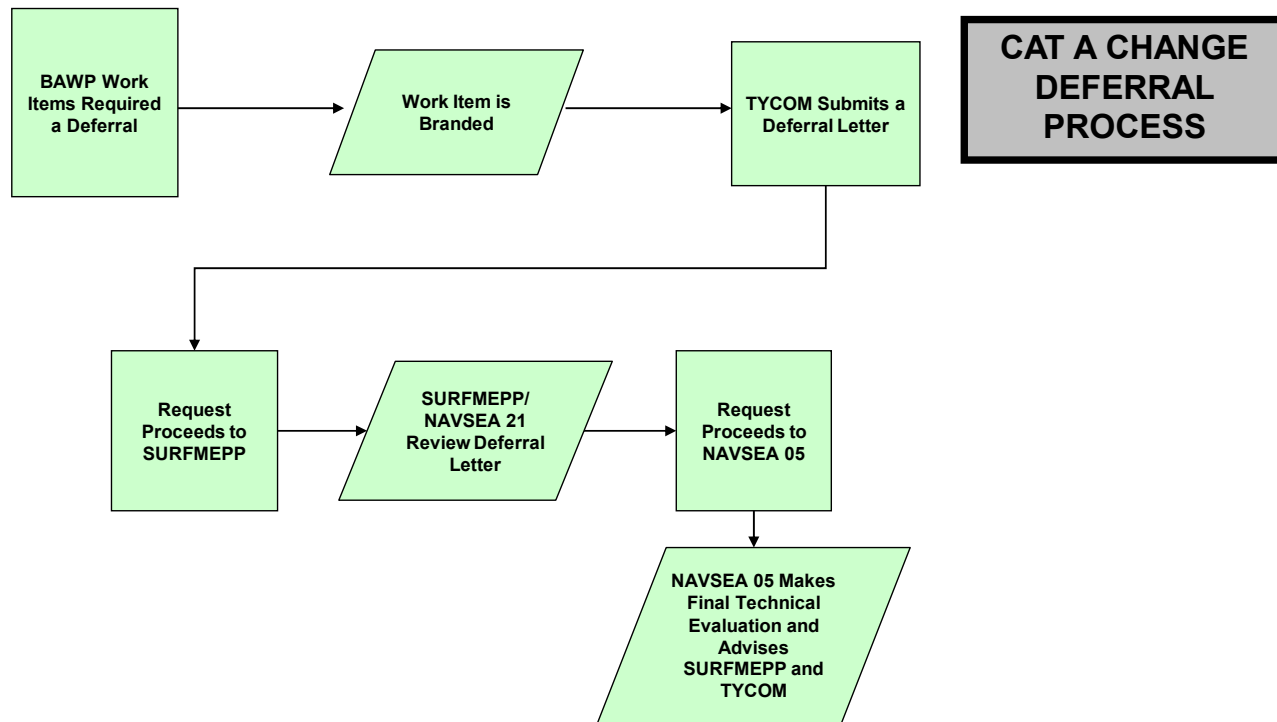 BAWP Work
Items Required
a Deferral
Work Item is
Branded
TYCOM Submits a
Deferral Letter
CAT A CHANGE
DEFERRAL
PROCESS
Request
Proceeds to
SURFMEPP
SURFMEPP/
NAVSEA 21
Review Deferral
Letter
Request
Proceeds to
NAVSEA 05
NAVSEA 05 Makes
Final Technical
Evaluation and
Advises
SURFMEPP and
TYCOM